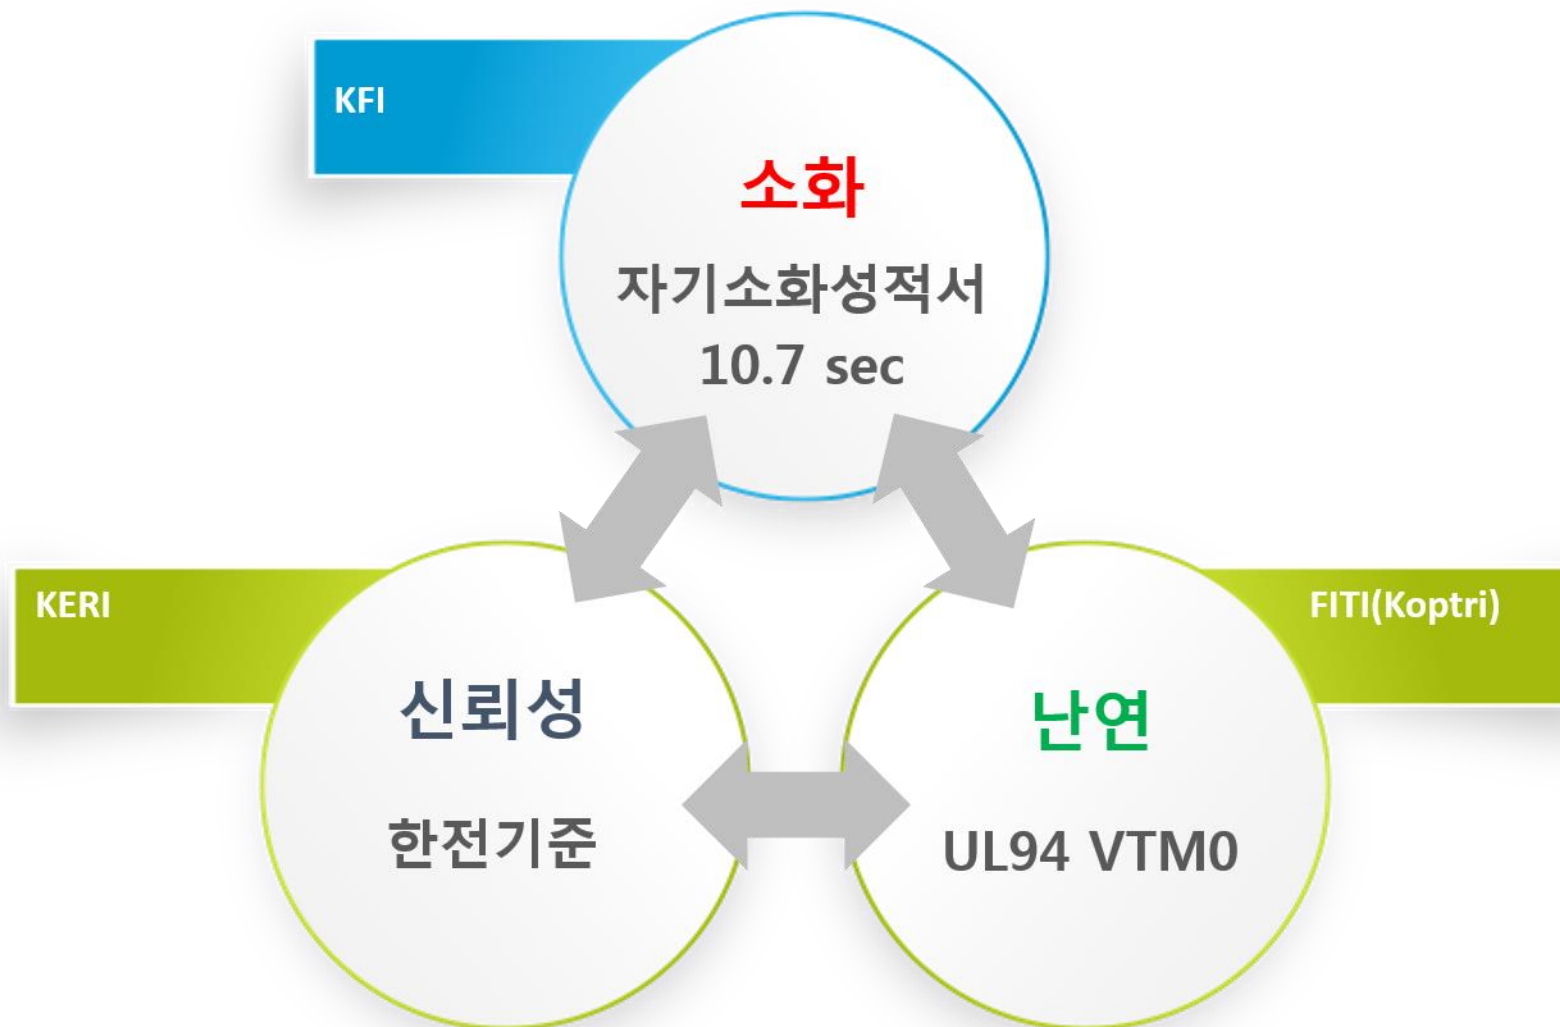 KFI
소화
자기소화성적서
10.7 sec
KERI
신뢰성
한전기준
FITI(Koptri)
난연
UL94 VTM0